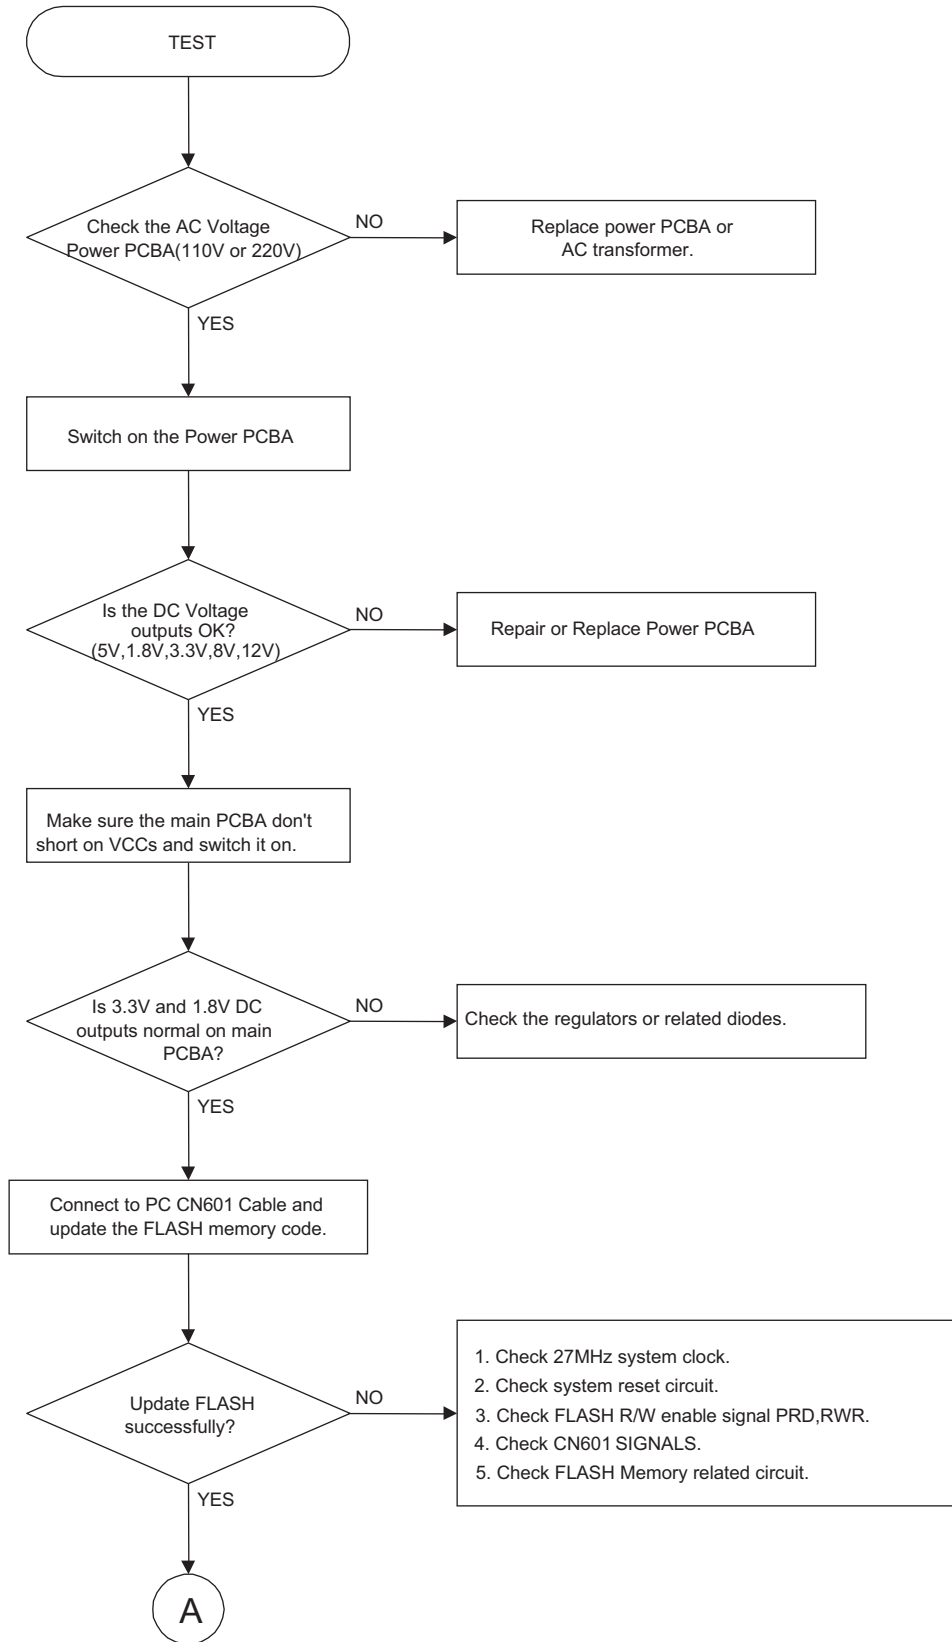 TEST
Check the AC Voltage
Power PCBA(110V or 220V)
NO
Replace power PCBA or
AC transformer.
YES
Switch on the Power PCBA
Is the DC Voltage
outputs OK?
(5V,1.8V,3.3V,8V,12V)
NO
Repair or Replace Power PCBA
YES
Make sure the main PCBA don't
short on VCCs and switch it on.
Is 3.3V and 1.8V DC
outputs normal on main
PCBA?
NO
Check the regulators or related diodes.
YES
Connect to PC CN601 Cable and
update the FLASH memory code.
Update FLASH
successfully?
NO
1. Check 27MHz system clock.
2. Check system reset circuit.
3. Check FLASH R/W enable signal PRD,RWR.
4. Check CN601 SIGNALS.
5. Check FLASH Memory related circuit.
YES
A